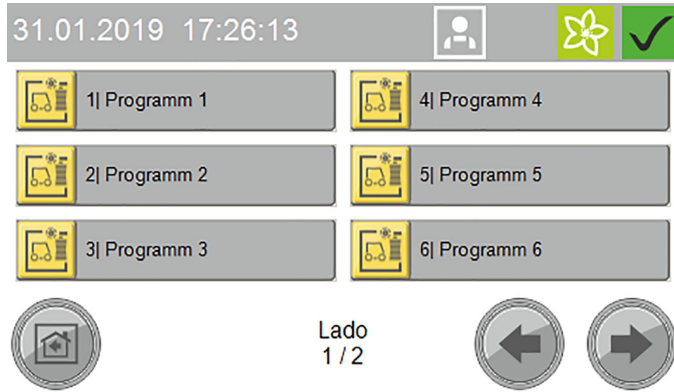 31.01.2019 17:26:13
1| Programm 1
4| Programm 4
2| Programm 2
5| Programm 5
3| Programm 3
6| Programm 6
Lado
1 / 2